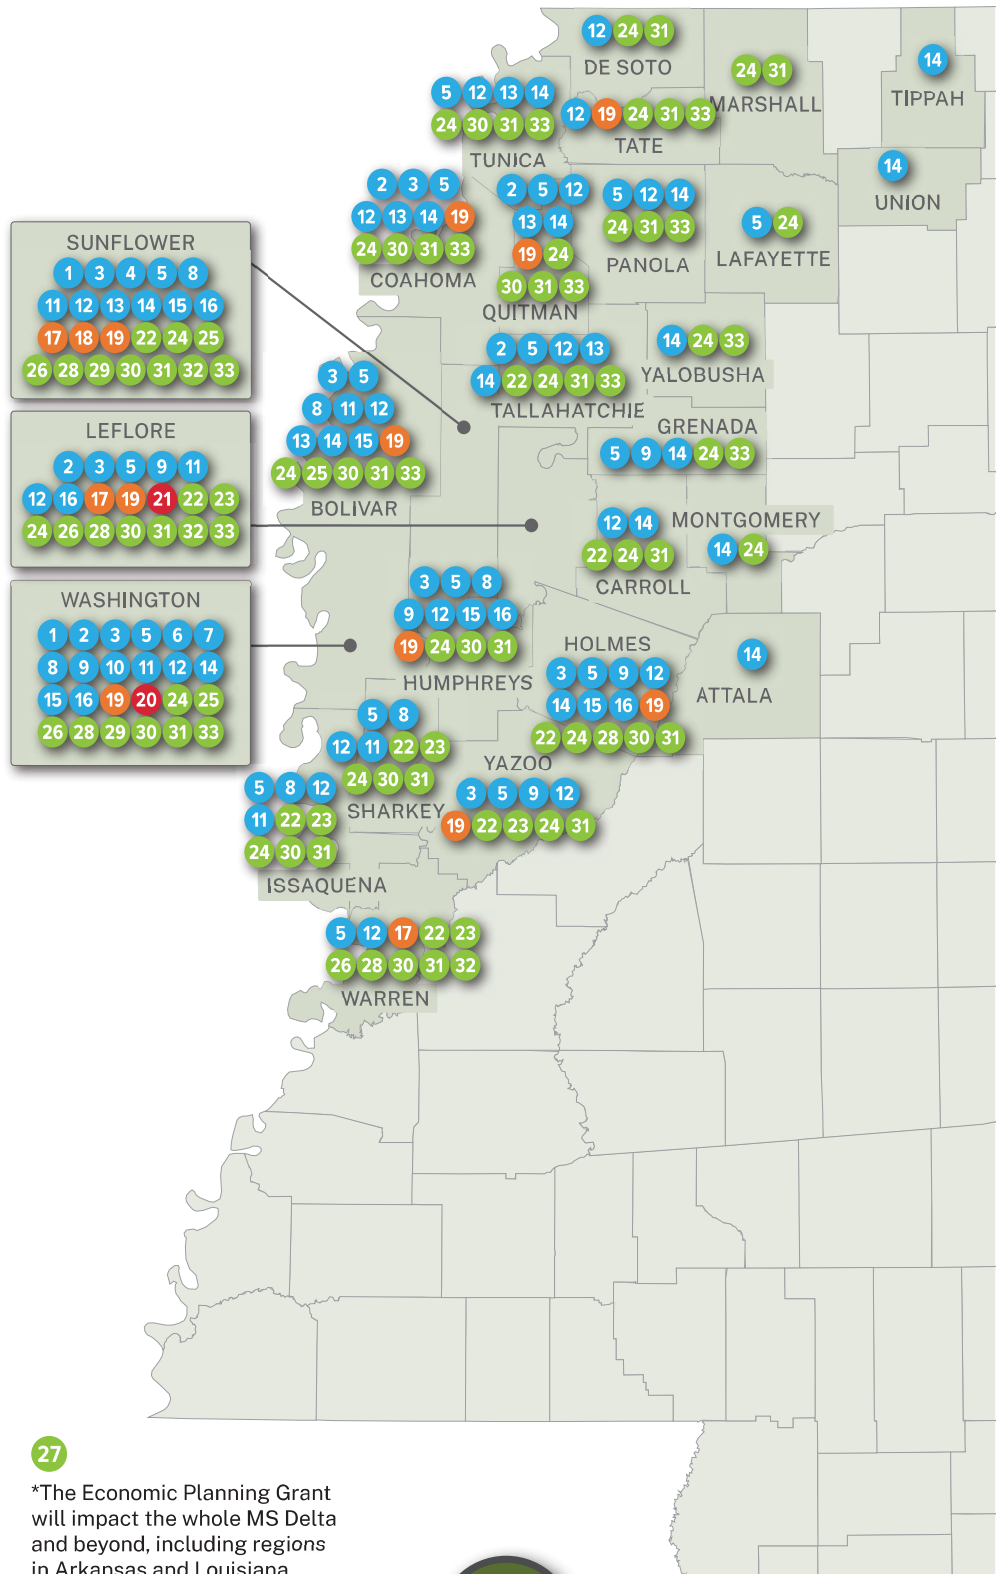 12 24 31
DE SOTO
24 31
MARSHALL
14
TIPPAH
5 12 13 14
24 30 31 33
TUNICA
12 19 24 31 33
TATE
14
UNION
2 3 5
12 13 14 19
24 30 31 33
COAHOMA
2 5 12
13 14
19 24
30 31 33
QUITMAN
5 12 14
24 31 33
PANOLA
5 24
LAFAYETTE
SUNFLOWER
1 3 4 5 8
11 12 13 14 15 16
17 18 19 22 24 25
26 28 29 30 31 32 33
2 5 12 13
14 22 24 31 33
TALLAHATCHIE
14 24 33
YALOBUSHA
3 5
8 11 12
13 14 15 19
24 25 30 31 33
BOLIVAR
GRENADA
5 9 14 24 33
LEFLORE
2 3 5 9 11
12 16 17 19 21 22 23
24 26 28 30 31 32 33
12 14
22 24 31
CARROLL
MONTGOMERY
14 24
WASHINGTON
1 2 3 5 6 7
8 9 10 11 12 14
15 16 19 20 24 25
26 28 29 30 31 33
3 5 8
9 12 15 16
19 24 30 31
HUMPHREYS
HOLMES
3 5 9 12
14 15 16 19
22 24 28 30 31
14
ATTALA
5 8
12 11 22 23
24 30 31
SHARKEY
YAZOO
3 5 9 12
19 22 23 24 31
5 8 12
11 22 23
24 30 31
ISSAQUENA
5 12 17 22 23
26 28 30 31 32
WARREN
27
*The Economic Planning Grant
will impact the whole MS Delta
and beyond, including regions
in Arkansas and Louisiana